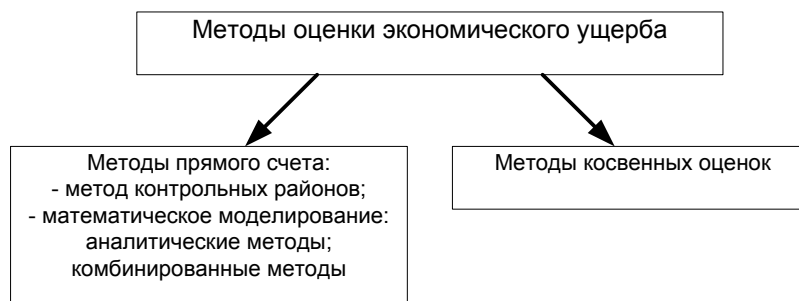 Методы оценки экономического ущерба
Методы прямого счета:
- метод контрольных районов;
- математическое моделирование:
аналитические методы;
комбинированные методы
Методы косвенных оценок